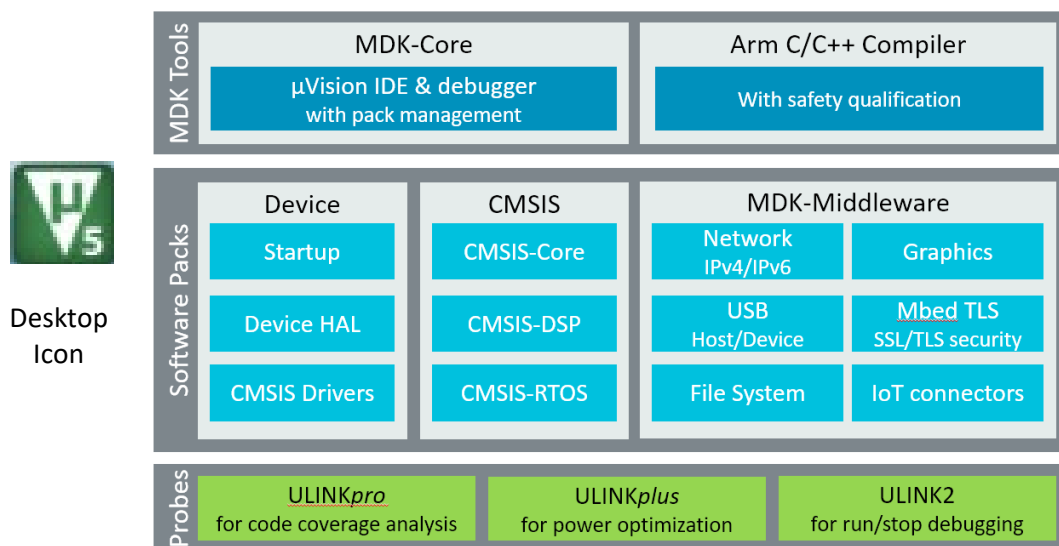 MDK Tools
MDK-Core
µVision IDE & debugger
with pack management
Arm C/C++ Compiler
With safety qualification
µ5
Desktop
Icon
Software Packs
Device
Startup
Device HAL
CMSIS Drivers
CMSIS
CMSIS-Core
CMSIS-DSP
CMSIS-RTOS
MDK-Middleware
Network
IPv4/IPv6
Graphics
USB
Host/Device
Mbed TLS
SSL/TLS security
File System
IoT connectors
Probes
ULINKpro
for code coverage analysis
ULINKplus
for power optimization
ULINK2
for run/stop debugging